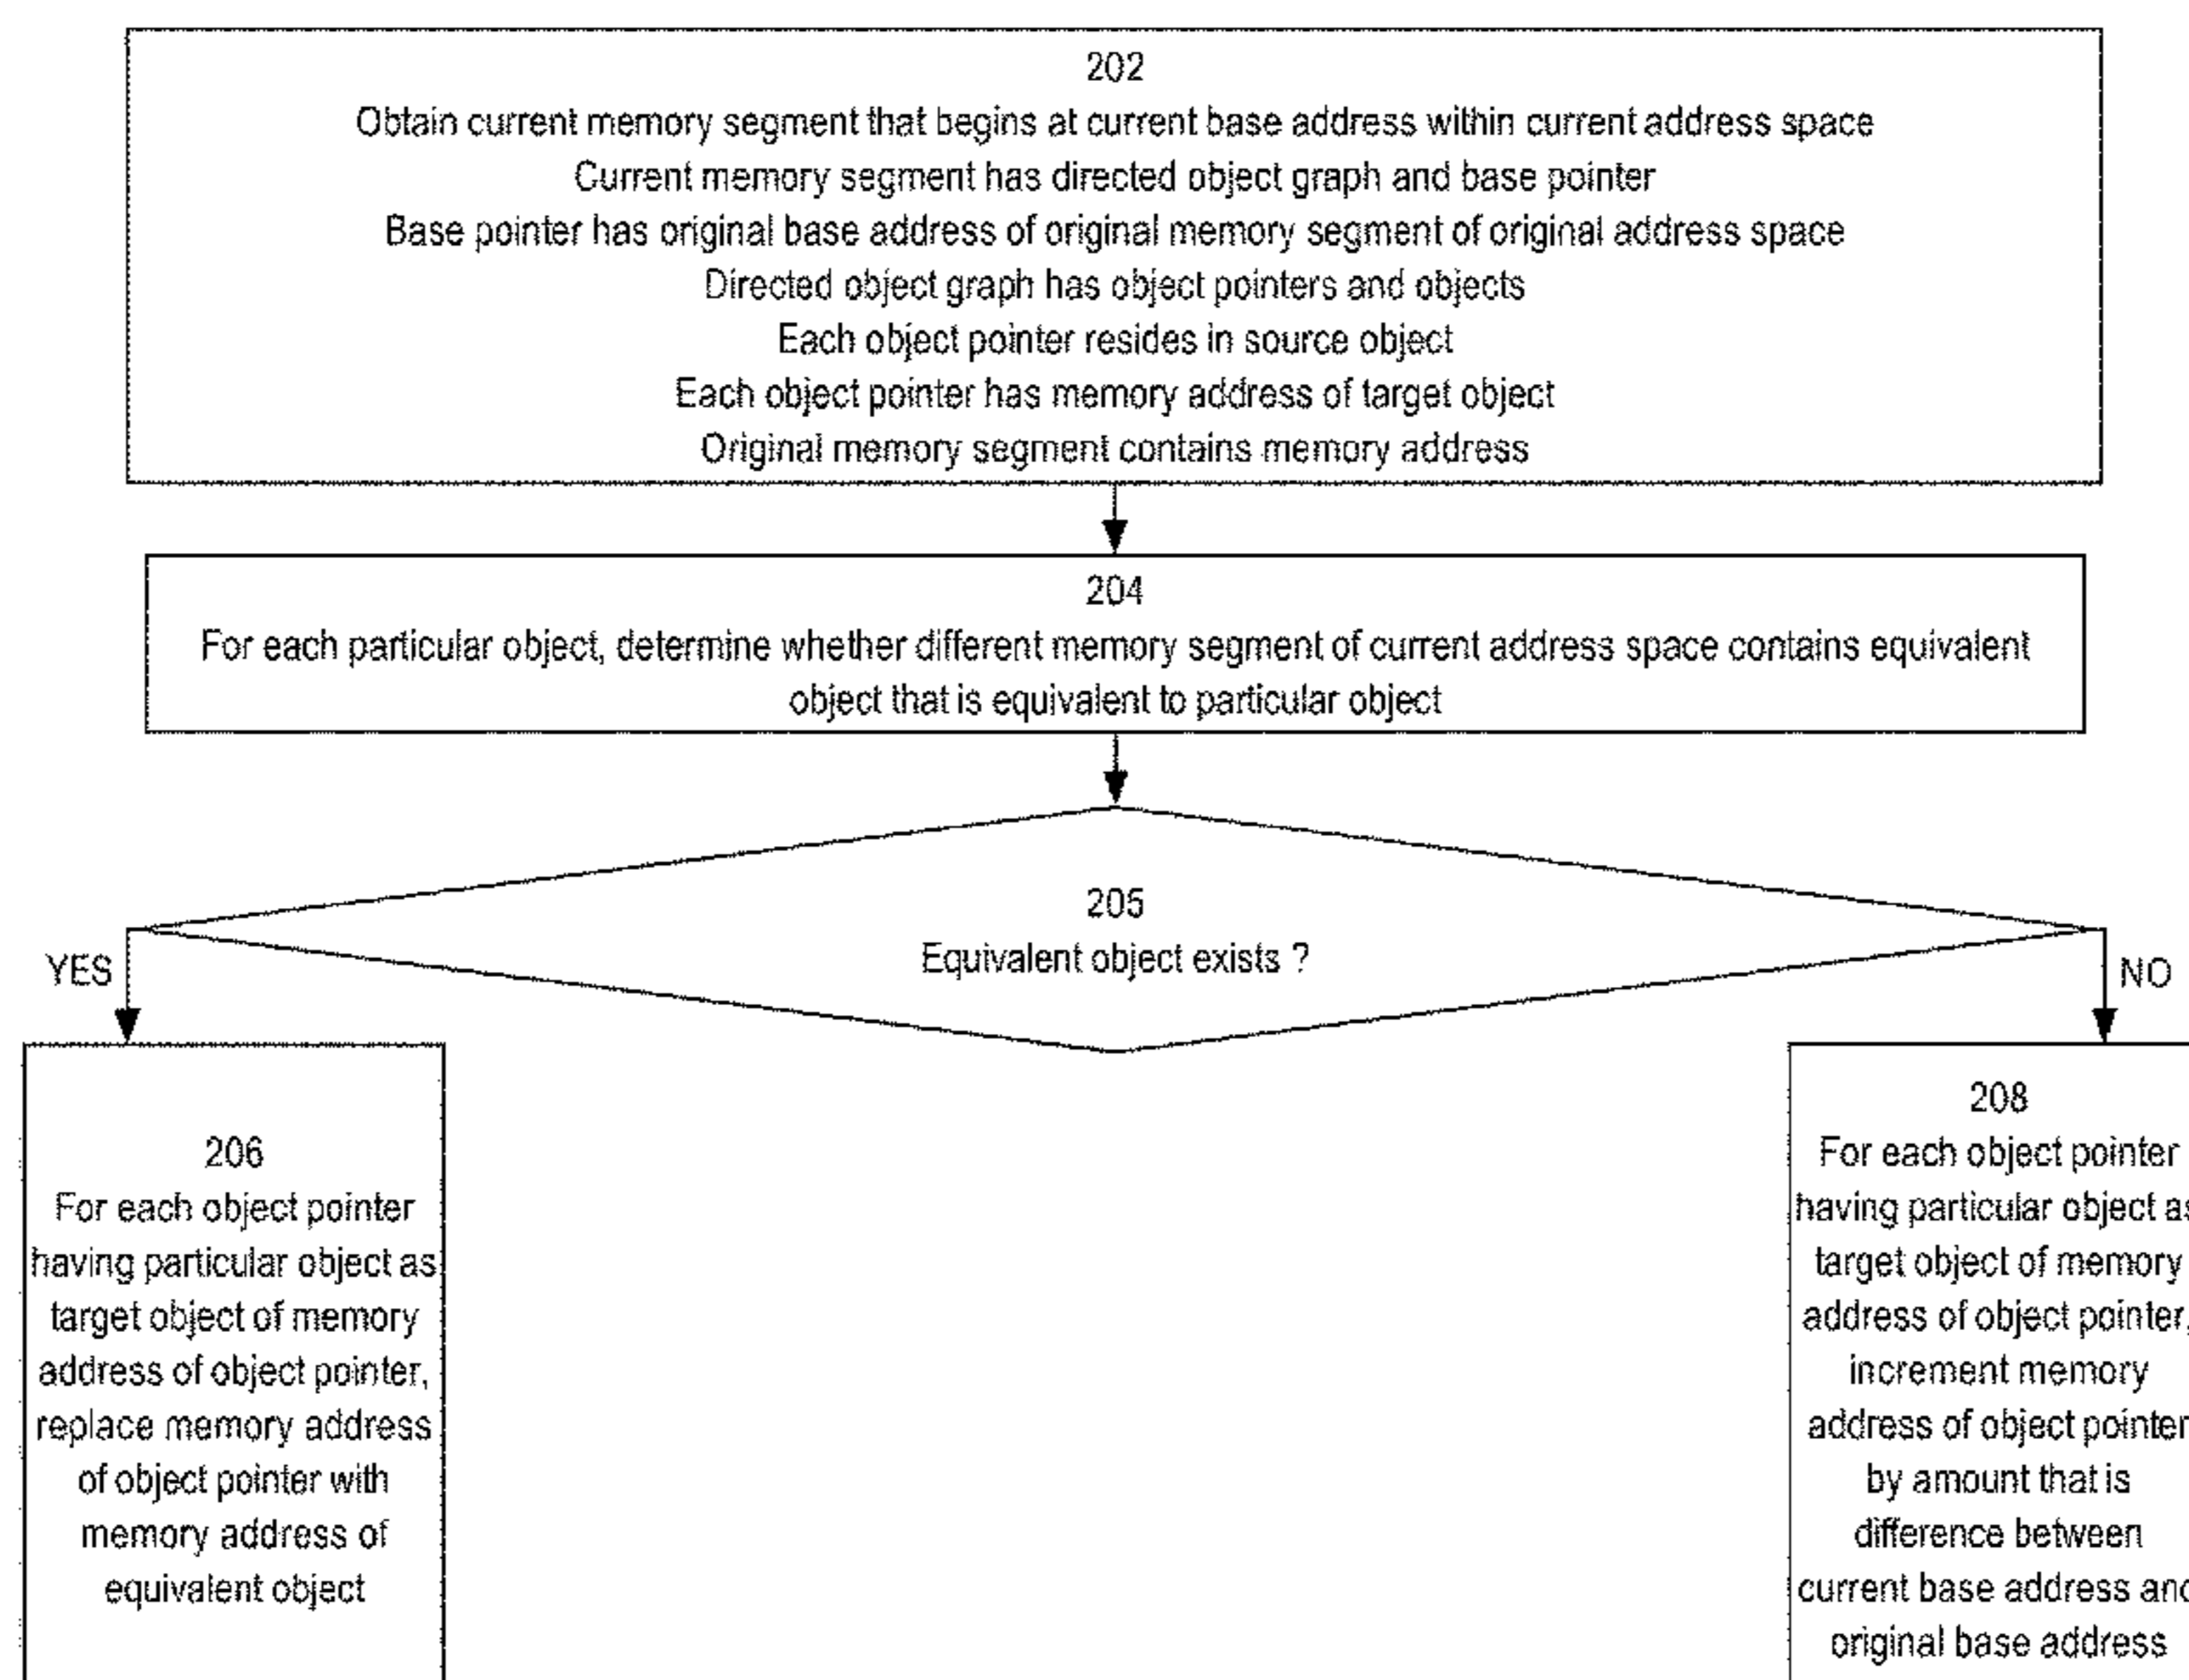 202
Obtain current memory segment that begins at current base address within current address space
Current memory segment has directed object graph and base pointer
Base pointer has original base address of original memory segment of original address space
Directed object graph has object pointers and objects
Each object pointer resides in source object
Each object pointer has memory address of target object
Original memory segment contains memory address
204
For each particular object, determine whether different memory segment of current address space contains equivalent
object that is equivalent to particular object
205
Equivalent object exists ?
YES
NO
206
For each object pointer
having particular object as
target object of memory
address of object pointer,
replace memory address
of object pointer with
memory address of
equivalent object
208
For each object pointer
having particular object as
target object of memory
address of object pointer,
increment memory
address of object pointer
by amount that is
difference between
current base address and
original base address